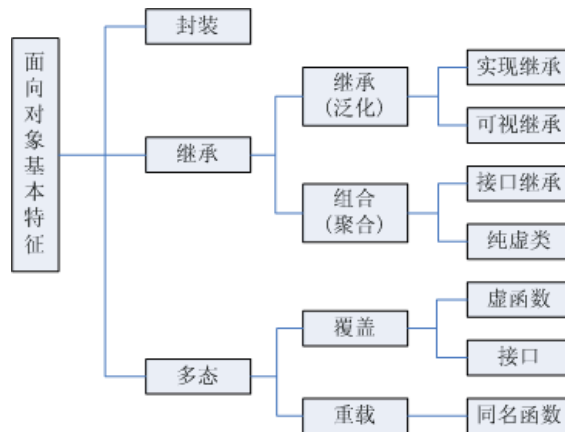 面向对象基本特征
封装
继承
继承
(泛化)
实现继承
可视继承
组合
(聚合)
接口继承
纯虚类
多态
覆盖
虚函数
接口
重载
同名函数